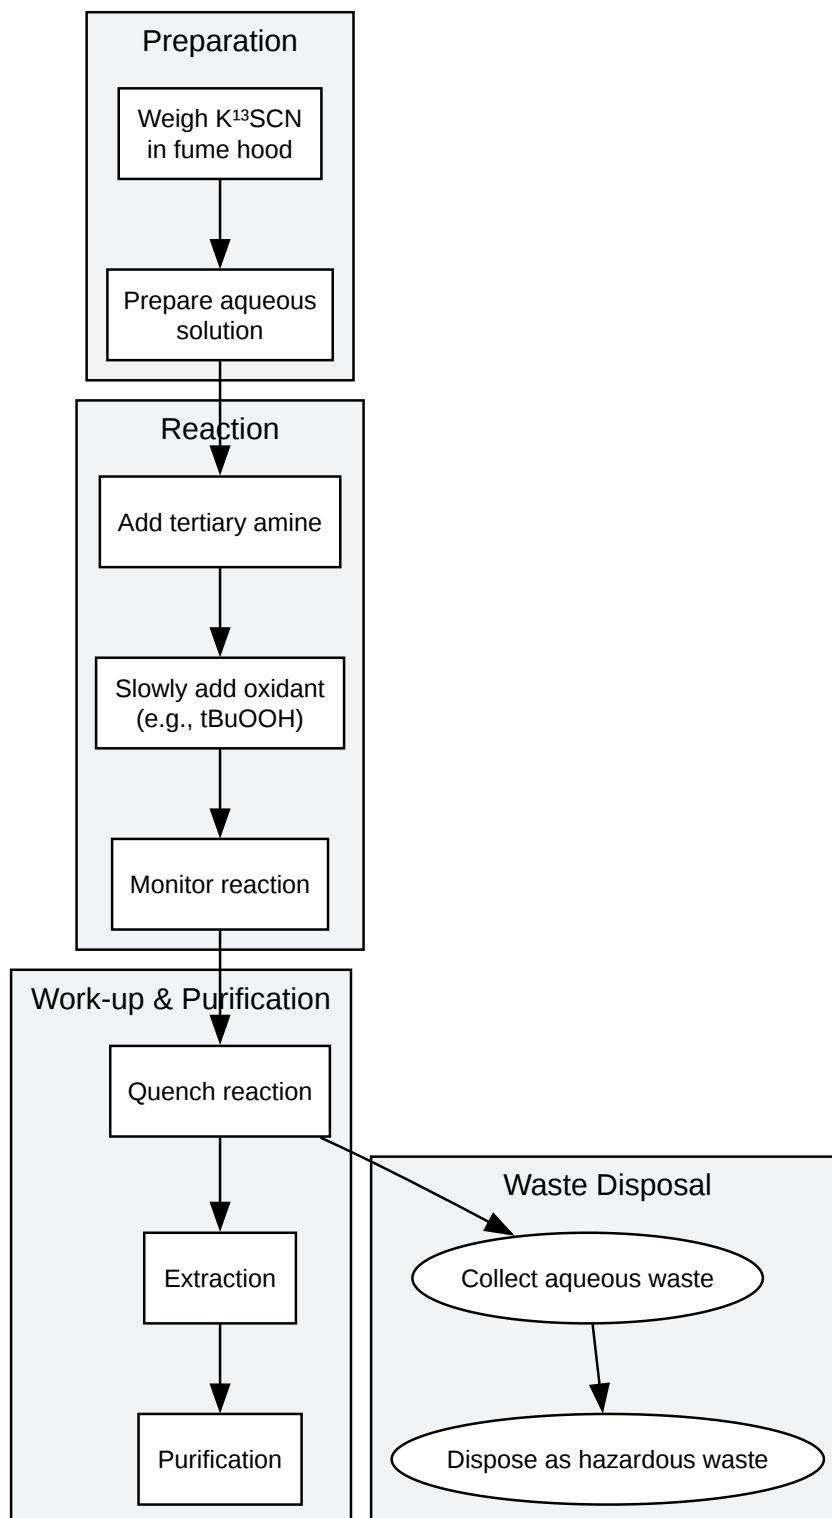 Preparation
Weigh K¹³SCN
in fume hood
Prepare aqueous
solution
Reaction
Add tertiary amine
Slowly add oxidant
(e.g., tBuOOH)
Monitor reaction
Work-up & Purification
Quench reaction
Waste Disposal
Extraction
Collect aqueous waste
Purification
Dispose as hazardous waste